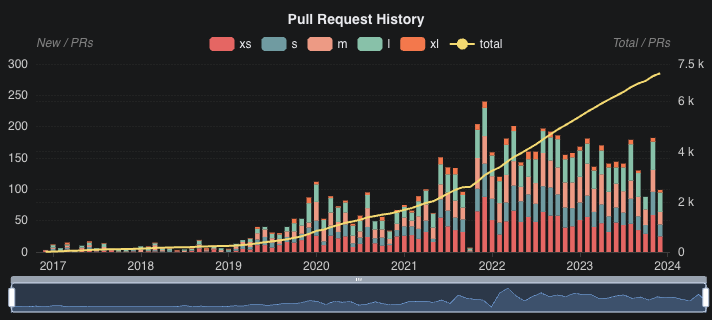 Pull Request History
New / PRs
Total / PRs
xs s m l xl total
300 7.5 k
250 6 k
200
150 4 k
100
50 2 k
0 0
2017 2018 2019 2020 2021 2022 2023 2024